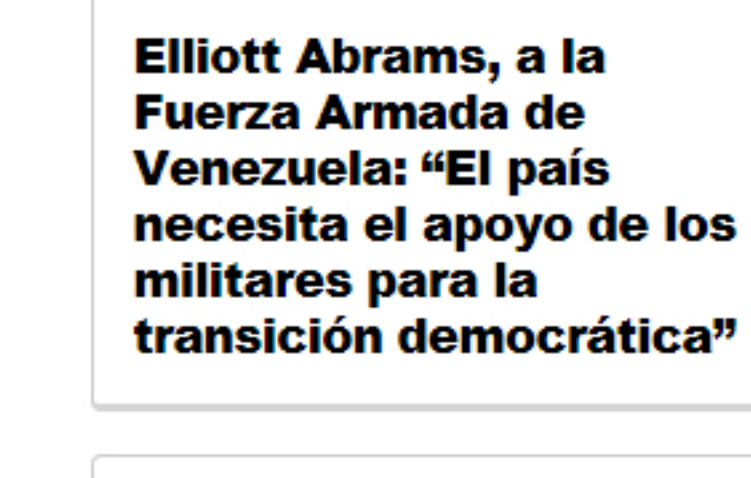 Elliott Abrams, a la
Fuerza Armada de
Venezuela: “El país
necesita el apoyo de los
militares para la
transición democrática”